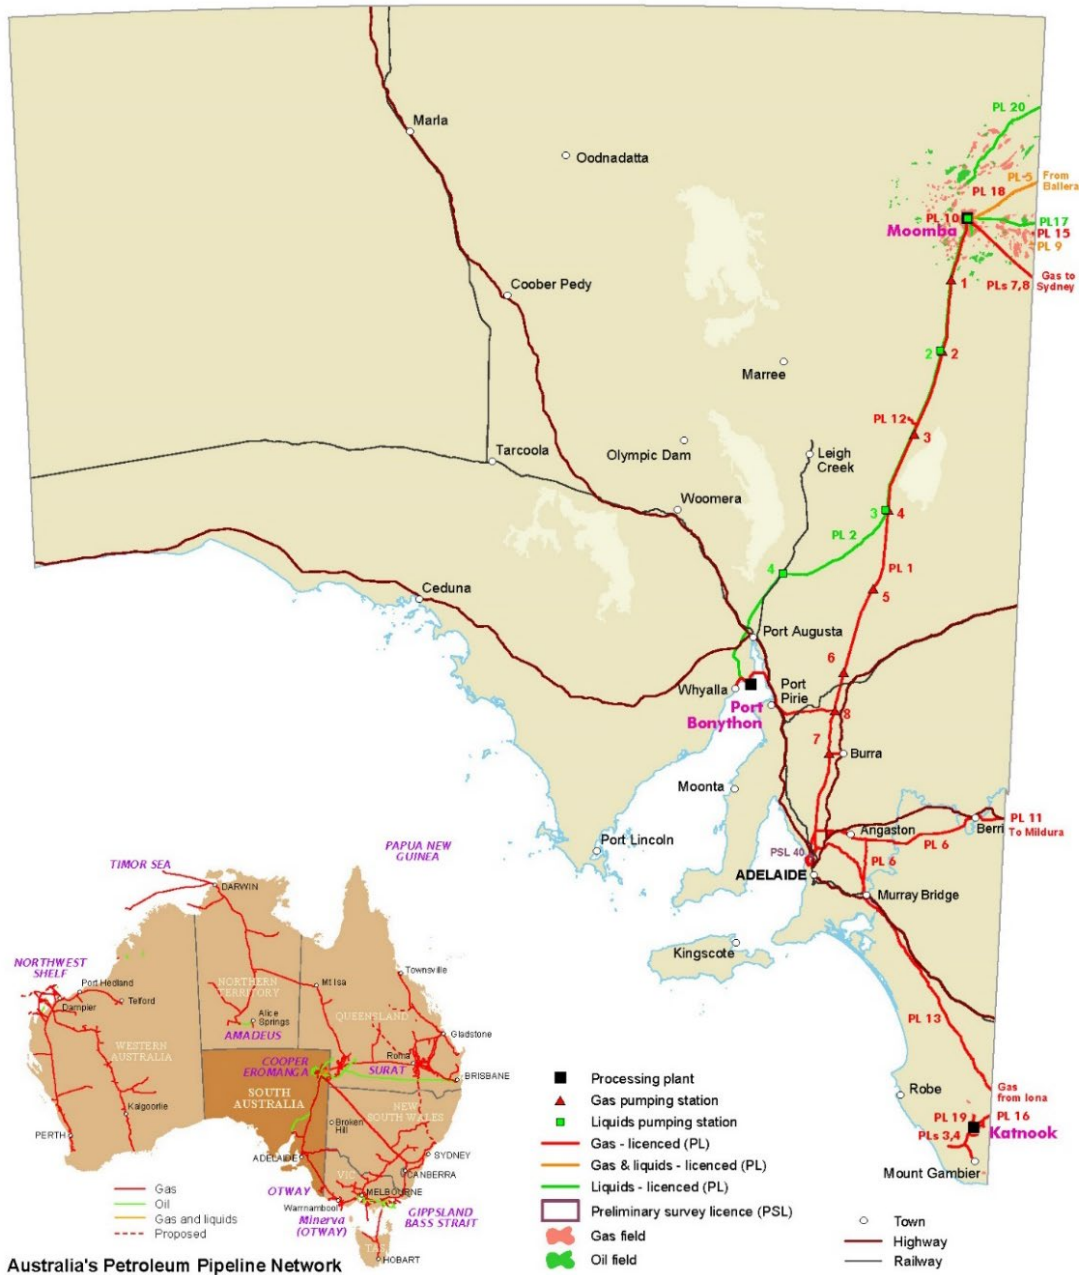 Marla
Oodnadatta
PL 20
PL-5
From
Ballera
PL 18
PL 10
Moomba
PL17
PL 15
PL 9
Gas to
Sydney
PLs 7,8
1
Coober Pedy
2
2
Marree
PL 12
3
Tarcoola
Olympic Dam
Leigh
Creek
Woomera
3
4
PL 2
4
PL 1
5
Ceduna
Port Augusta
6
Whyalla
Port
Pirie
Port
Bonython
8
7
Burra
Moonta
Angaston
Berri
PL 11
To Mildura
Port Lincoln
PSL 40
PL 6
PL 6
ADELAIDE
Murray Bridge
Kingscote
PL 13
Robe
Gas
from Iona
PL 19
PL 16
PLs 3,4
Katnook
Mount Gambier
PAPUA NEW
GUINEA
TIMOR SEA
DARWIN
NORTHWEST
SHELF
Port Hedland
Dampier
Telford
NORTHERN
TERRITORY
Mt Isa
Townsville
QUEENSLAND
Alice
Springs
AMADEUS
Gladstone
WESTERN
AUSTRALIA
COOPER
EROMANGA
Roma
SURAT
BRISBANE
SOUTH
AUSTRALIA
Kalgoorlie
NEW
SOUTH WALES
Broken
Hill
PERTH
ADELAIDE
SYDNEY
CANBERRA
VIC
MELBOURNE
OTWAY
Warrnambool
Minerva
(OTWAY)
GIPPSLAND
BASS STRAIT
TAS
HOBART
Gas
Oil
Gas and liquids
Proposed
Australia's Petroleum Pipeline Network
Processing plant
Gas pumping station
Liquids pumping station
Gas - licenced (PL)
Gas & liquids - licenced (PL)
Liquids - licenced (PL)
Preliminary survey licence (PSL)
Gas field
Oil field
Town
Highway
Railway